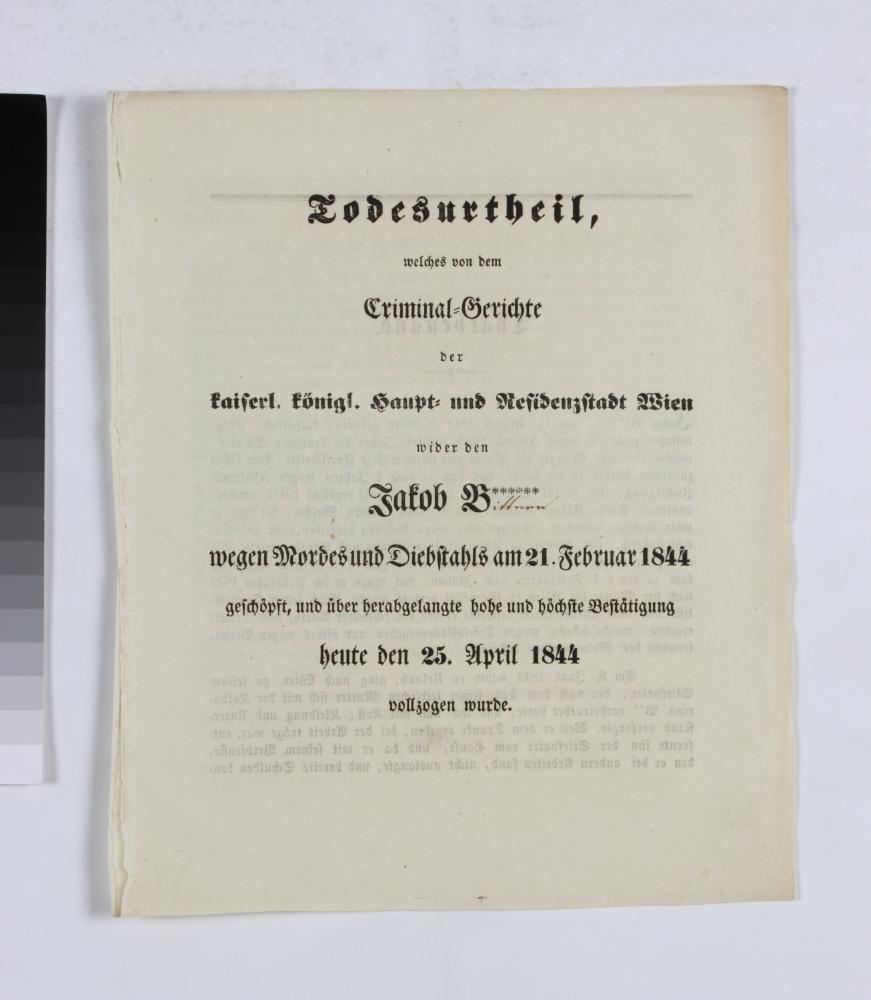 Todesurtheil,
welches von dem
Criminal-Gerichte
der
kaiserl. königl. Haupt- und Residenzstadt Wien
wider den
Jakob B******
wegen Mordes und Diebstahls am 21. Februar 1844
geschöpft, und über herabgelangte hohe und höchste Bestätigung
heute den 25. April 1844
vollzogen wurde.